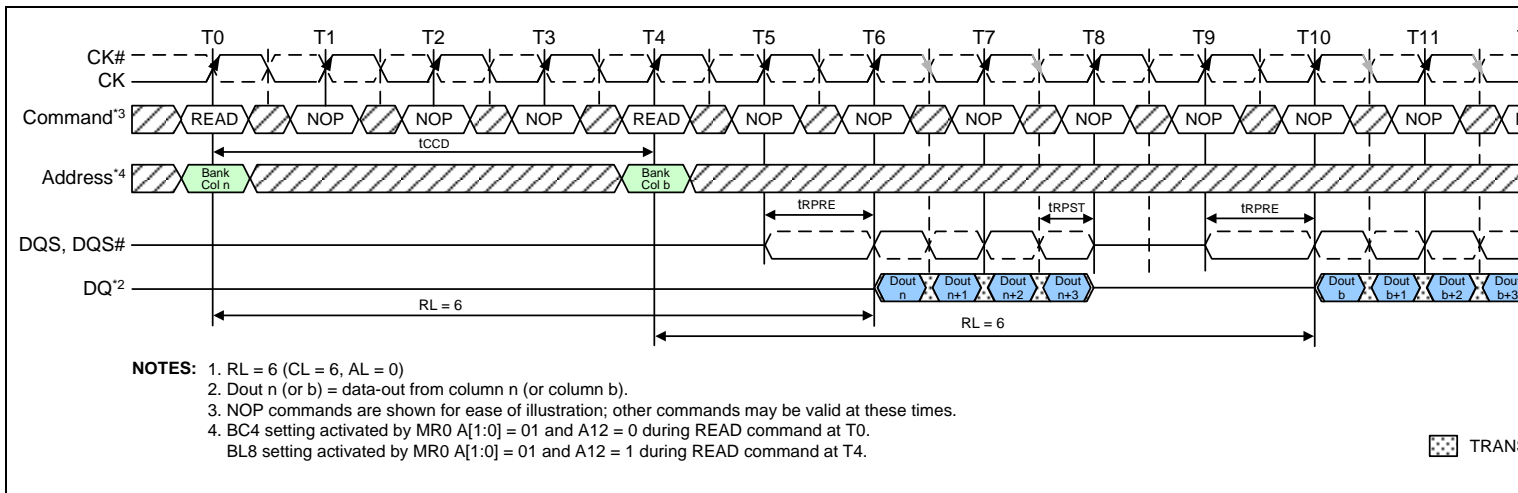 T0 T1 T2 T3 T4 T5 T6 T7 T8 T9 T10 T11
CK#
CK
Command*3 READ NOP NOP NOP READ NOP NOP NOP NOP NOP NOP NOP
tCCD
Address*4 Bank Col n Bank Col b
tRPRE tRPST tRPRE
DQS, DQS#
DQ*2 Dout n Dout n+1 Dout n+2 Dout n+3 Dout b Dout b+1 Dout b+2 Dout b+3
RL = 6
RL = 6
NOTES: 1. RL = 6 (CL = 6, AL = 0)
2. Dout n (or b) = data-out from column n (or column b).
3. NOP commands are shown for ease of illustration; other commands may be valid at these times.
4. BC4 setting activated by MR0 A[1:0] = 01 and A12 = 0 during READ command at T0.
BL8 setting activated by MR0 A[1:0] = 01 and A12 = 1 during READ command at T4.
TRANS